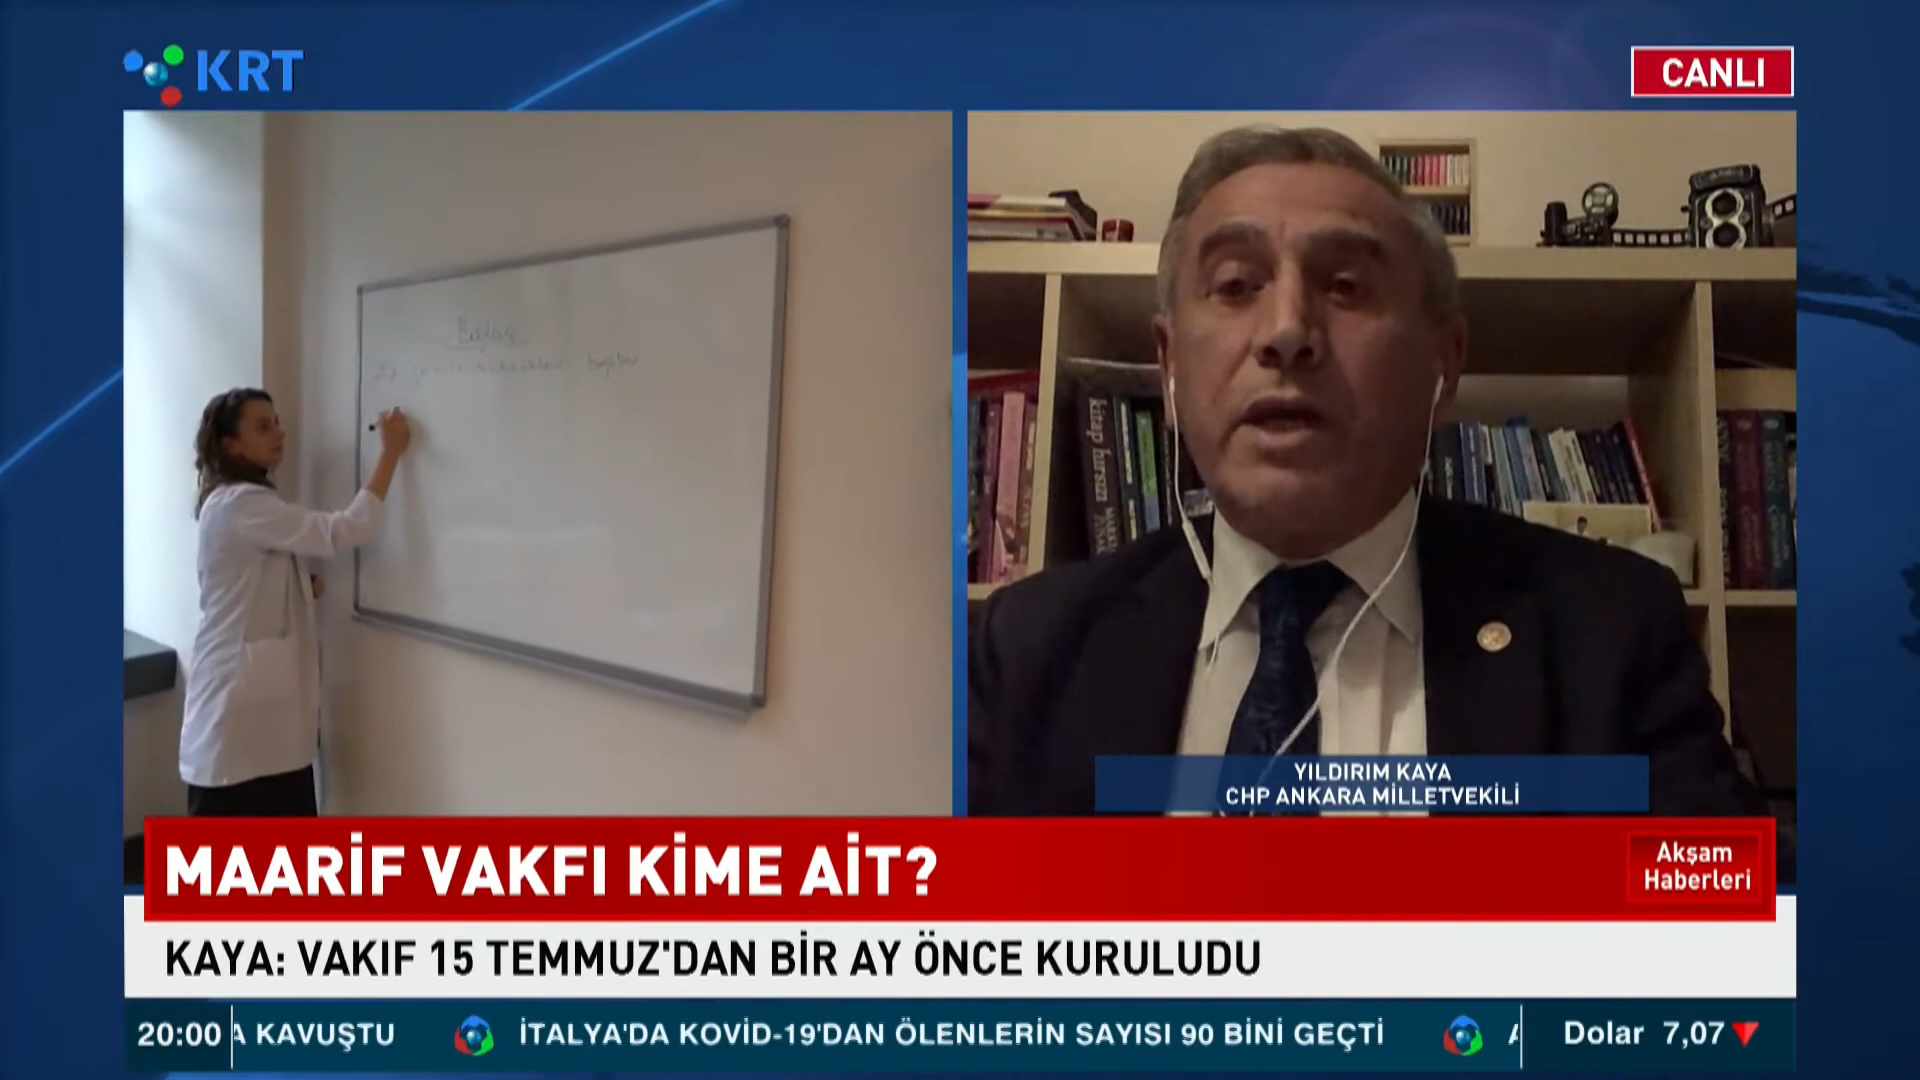 KRT
CANLI
kitap hırsızı
YILDIRIM KAYA
CHP ANKARA MİLLETVEKİLİ
MAARİF VAKFI KİME AİT?
Akşam
Haberleri
KAYA: VAKIF 15 TEMMUZ'DAN BİR AY ÖNCE KURULUDU
20:00 A KAVUŞTU İTALYA'DA KOVİD-19'DAN ÖLENLERİN SAYISI 90 BİNİ GEÇTİ Dolar 7,07